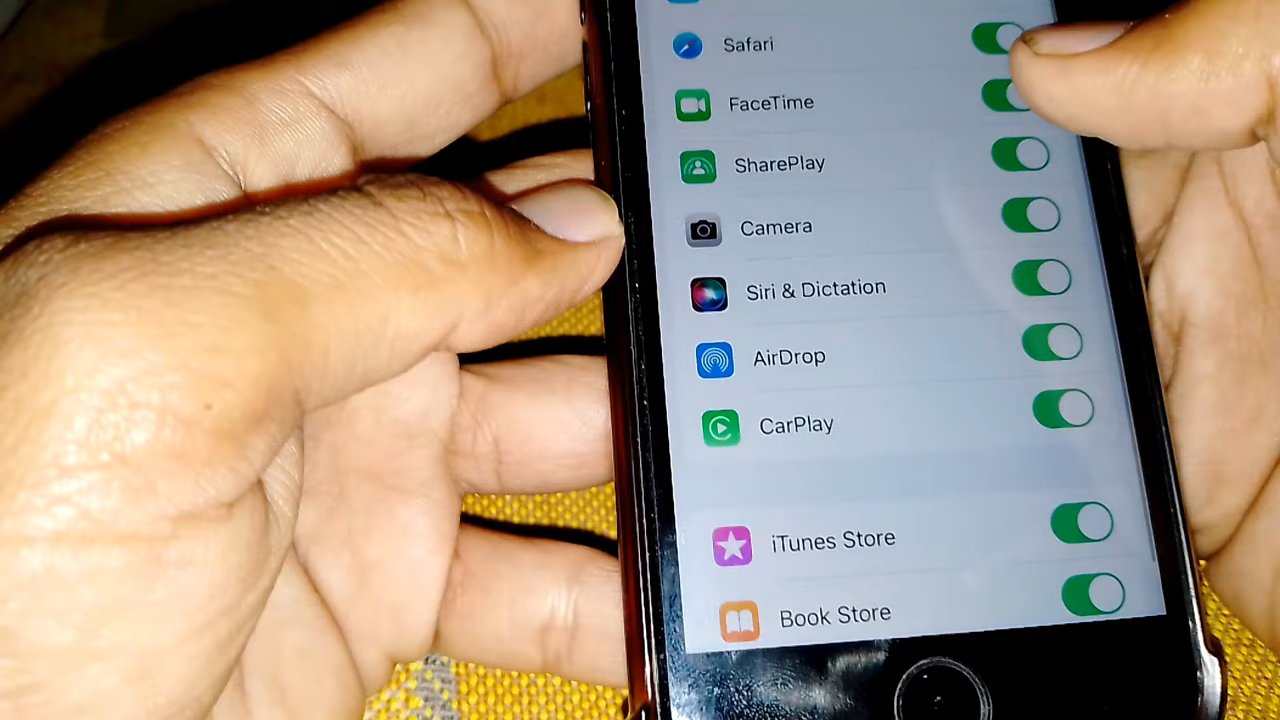 Safari
FaceTime
SharePlay
Camera
Siri & Dictation
AirDrop
CarPlay
iTunes Store
Book Store